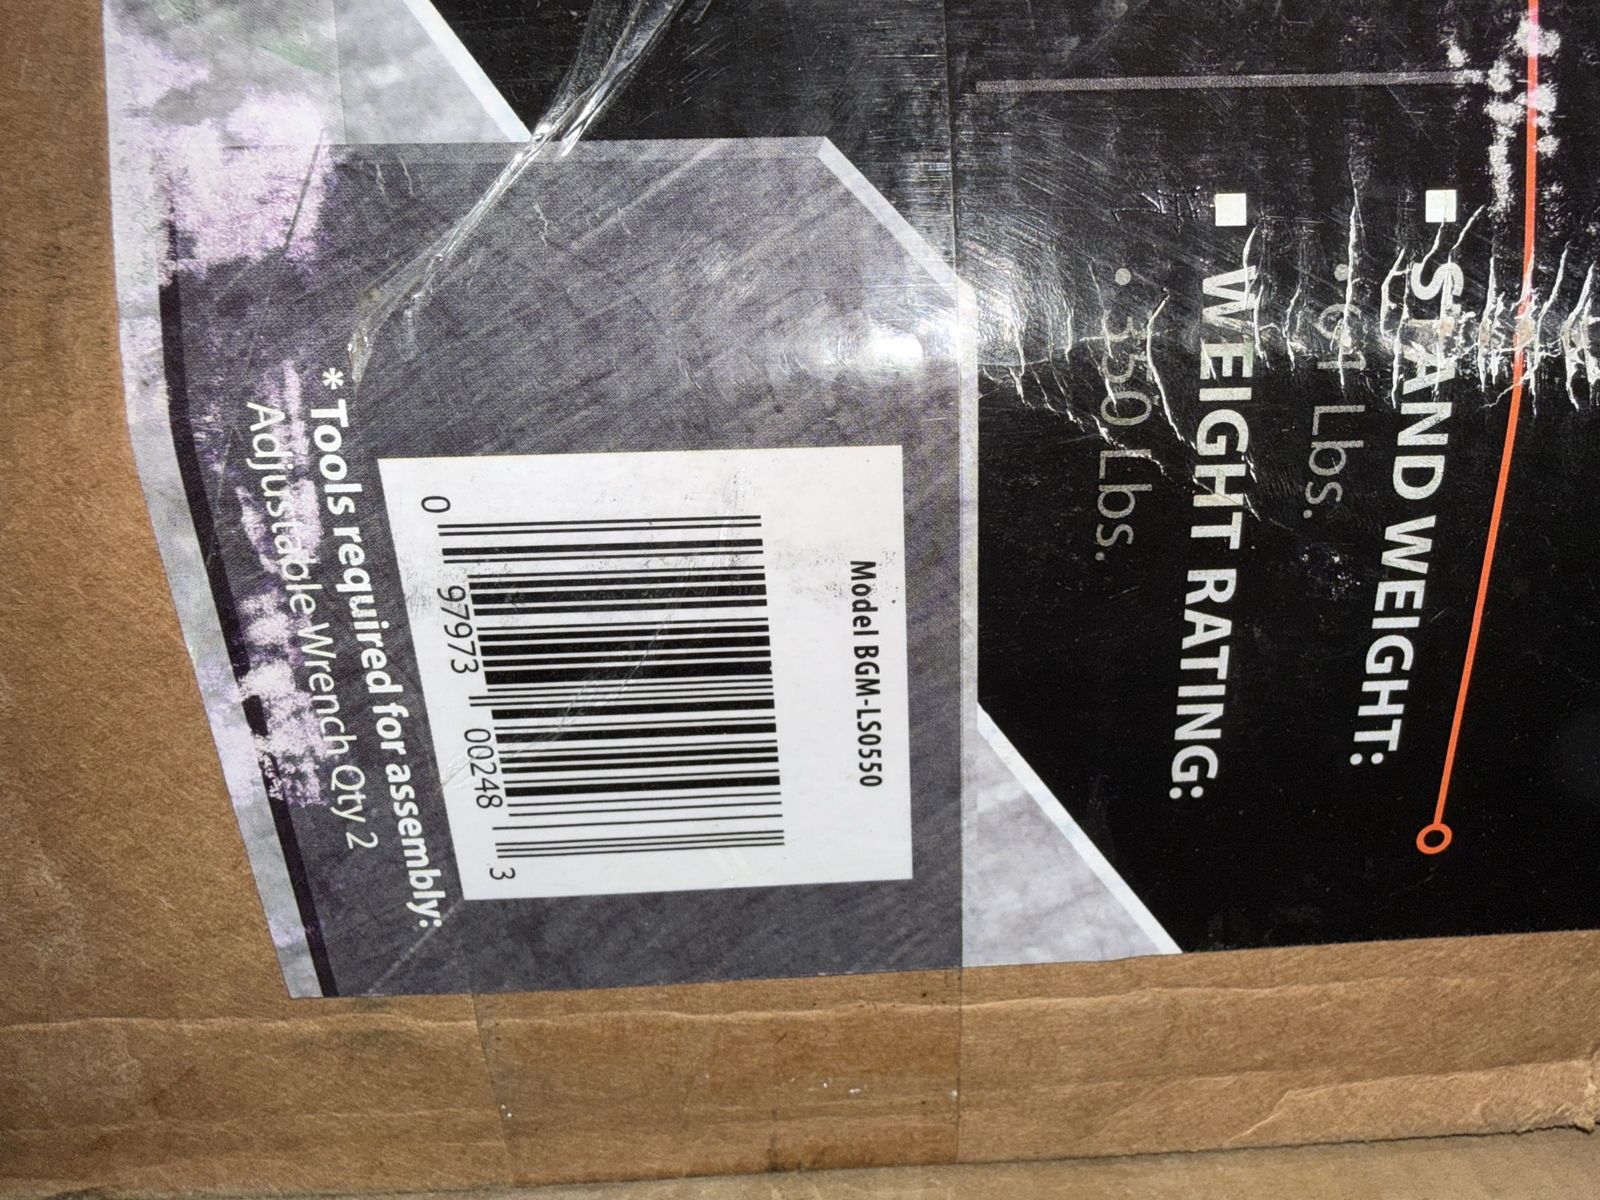 STAND WEIGHT:
Lbs.
WEIGHT RATING:
350 Lbs.
Model BGM-LS0550
0 97973 00248 3
*Tools required for assembly:
Adjustable Wrench Qty 2